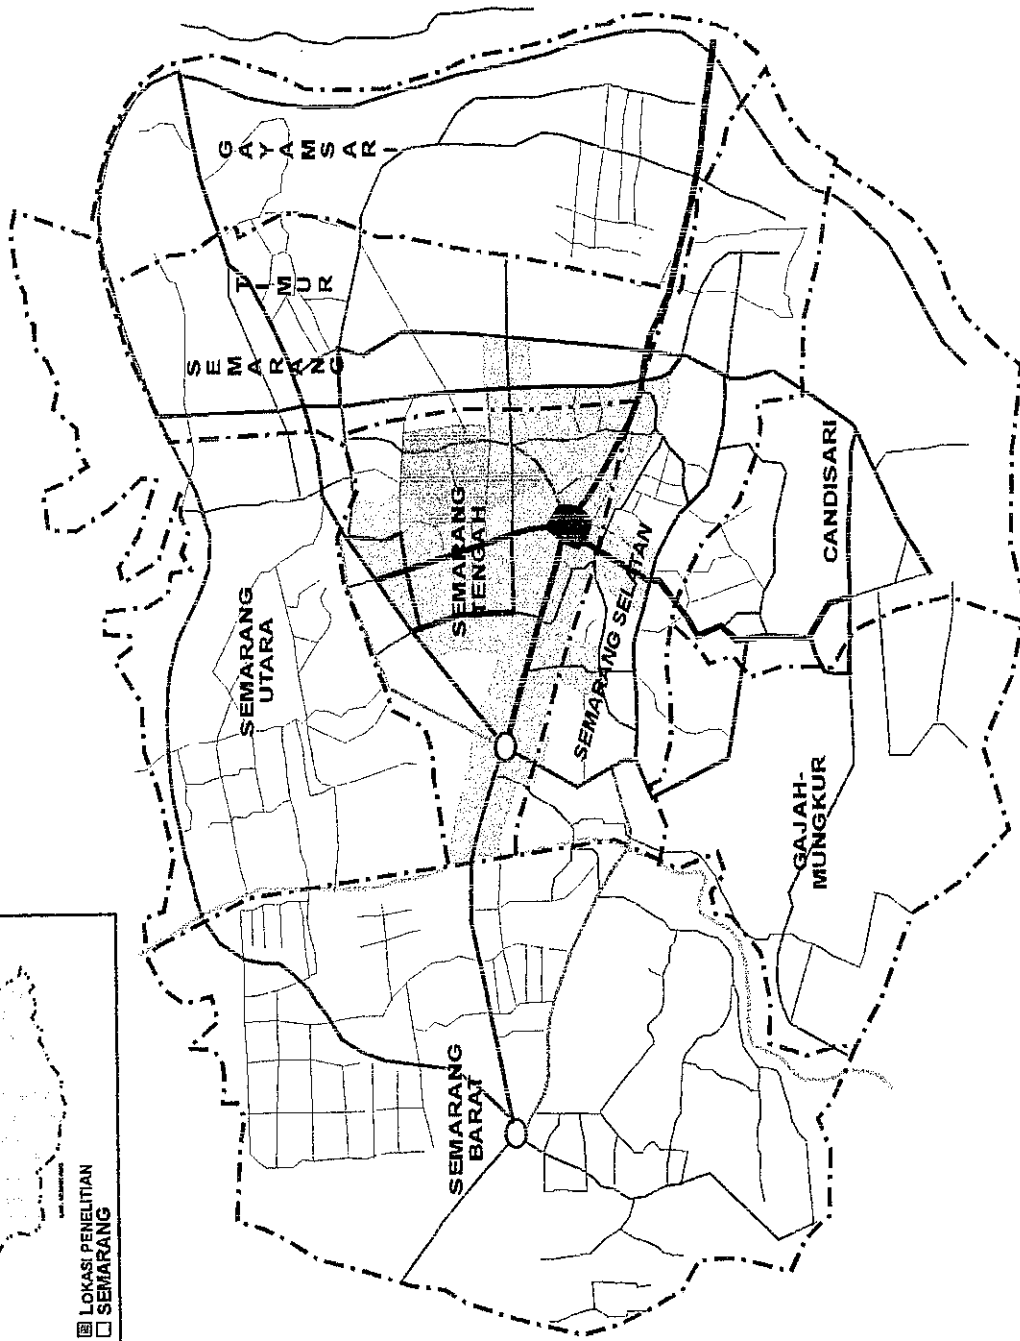 GAYAMSARI
TIMUR
SEMARANG
SEMARANG
TENGAH
SEMARANG
UTARA
SEMARANG SELATAN
CANDISARI
GAJAH-
MUNGKUR
SEMARANG
BARAT
LOKASI PENELITIAN
SEMARANG